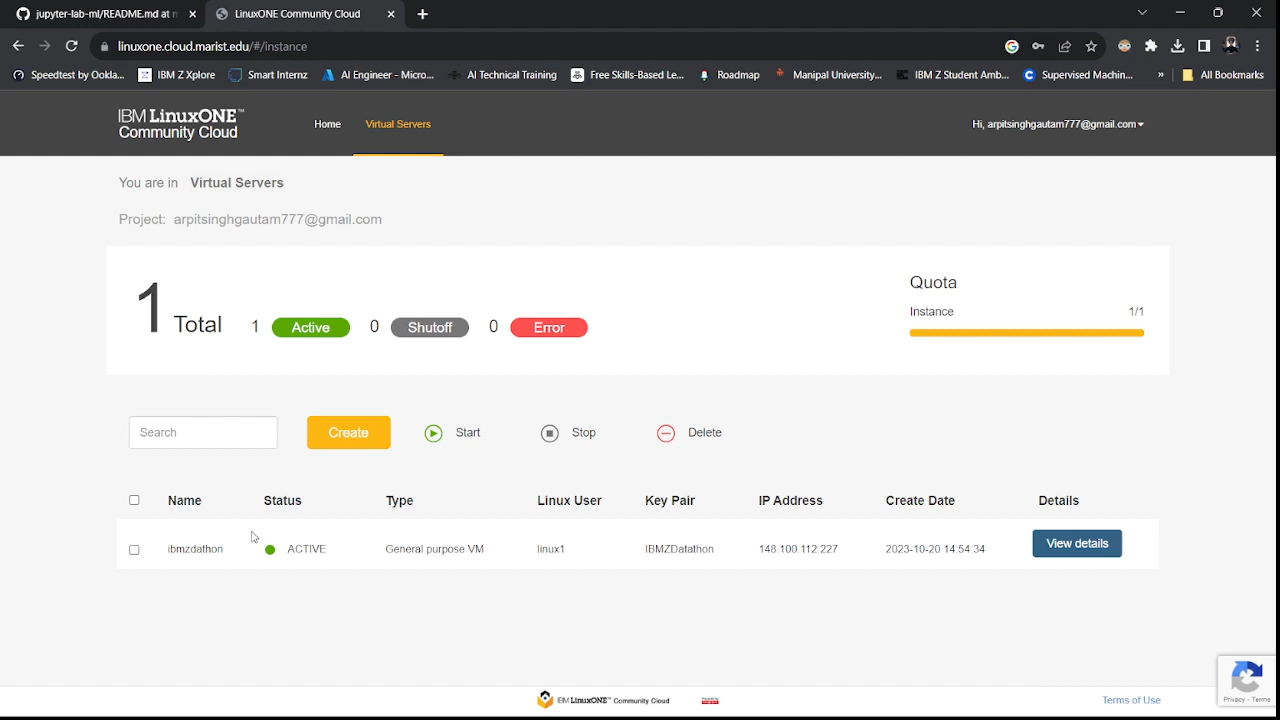 jupyter-lab-ml/README.md at n
LinuxONE Community Cloud
linuxone.cloud.marist.edu/#/instance
Speedtest by Ookla...
IBM Z Xplore
Smart Internz
AI Engineer - Micro...
AI Technical Training
Free Skills-Based Le...
Roadmap
Manipal University...
IBM Z Student Amb...
Supervised Machin...
»
All Bookmarks
IBM LinuxONE™
Community Cloud
Home
Virtual Servers
Hi, arpitsinghgautam777@gmail.com
You are in Virtual Servers
Project: arpitsinghgautam777@gmail.com
1 Total 1 Active 0 Shutoff 0 Error
Quota
Instance 1/1
Search
Create
Start
Stop
Delete
Name Status Type Linux User Key Pair IP Address Create Date Details
ibmzdathon ACTIVE General purpose VM linux1 IBMZDatathon 148.100.112.227 2023-10-20 14:54:34 View details
IBM LinuxONE™ Community Cloud
Terms of Use
Privacy - Terms